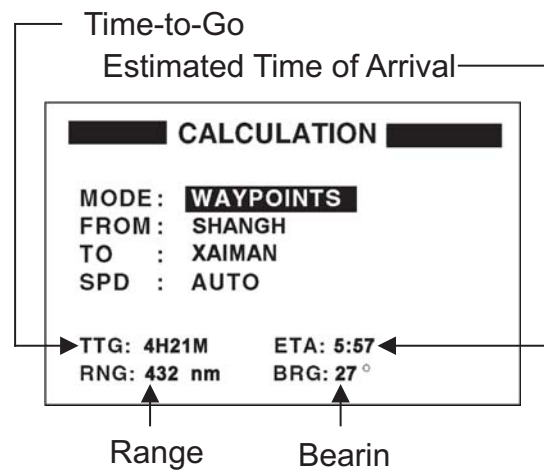 Time-to-Go
Estimated Time of Arrival
CALCULATION
MODE: WAYPOINTS
FROM: SHANGH
TO : XAIMAN
SPD : AUTO
TTG: 4H21M ETA: 5:57
RNG: 432 nm BRG: 27°
Range Bearin